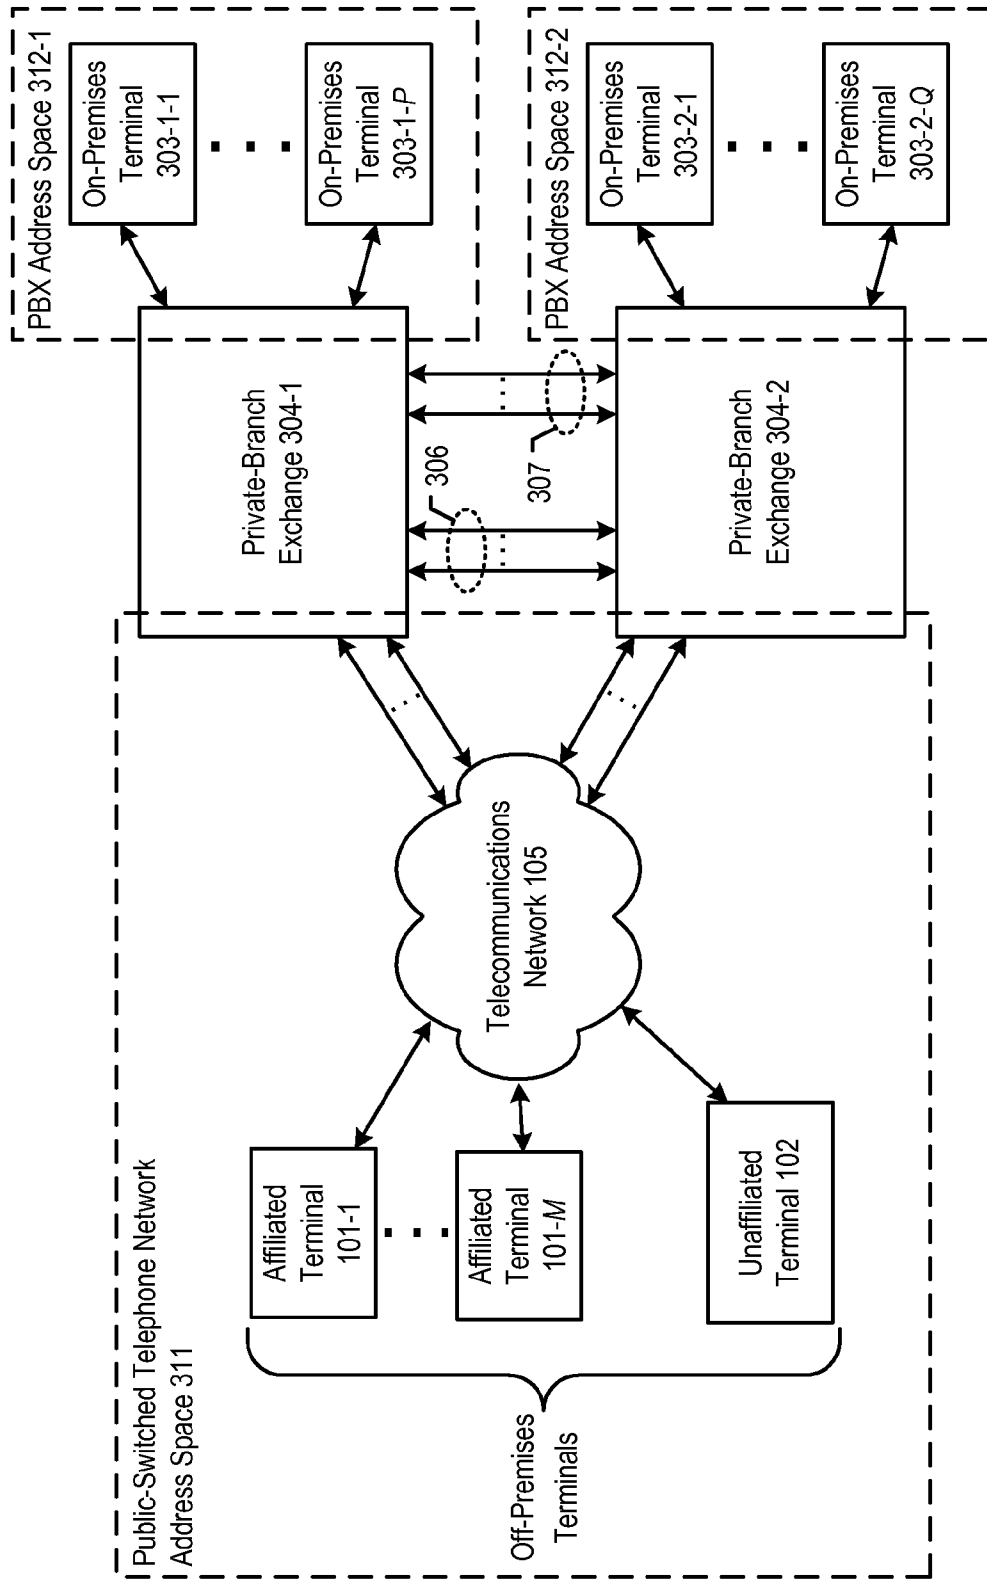 Public-Switched Telephone Network
Address Space 311
Off-Premises
Terminals
Affiliated
Terminal
101-1
Affiliated
Terminal
101-M
Unaffiliated
Terminal 102
Telecommunications
Network 105
Private-Branch
Exchange 304-1
306
307
Private-Branch
Exchange 304-2
PBX Address Space 312-1
On-Premises
Terminal
303-1-1
On-Premises
Terminal
303-1-P
PBX Address Space 312-2
On-Premises
Terminal
303-2-1
On-Premises
Terminal
303-2-Q